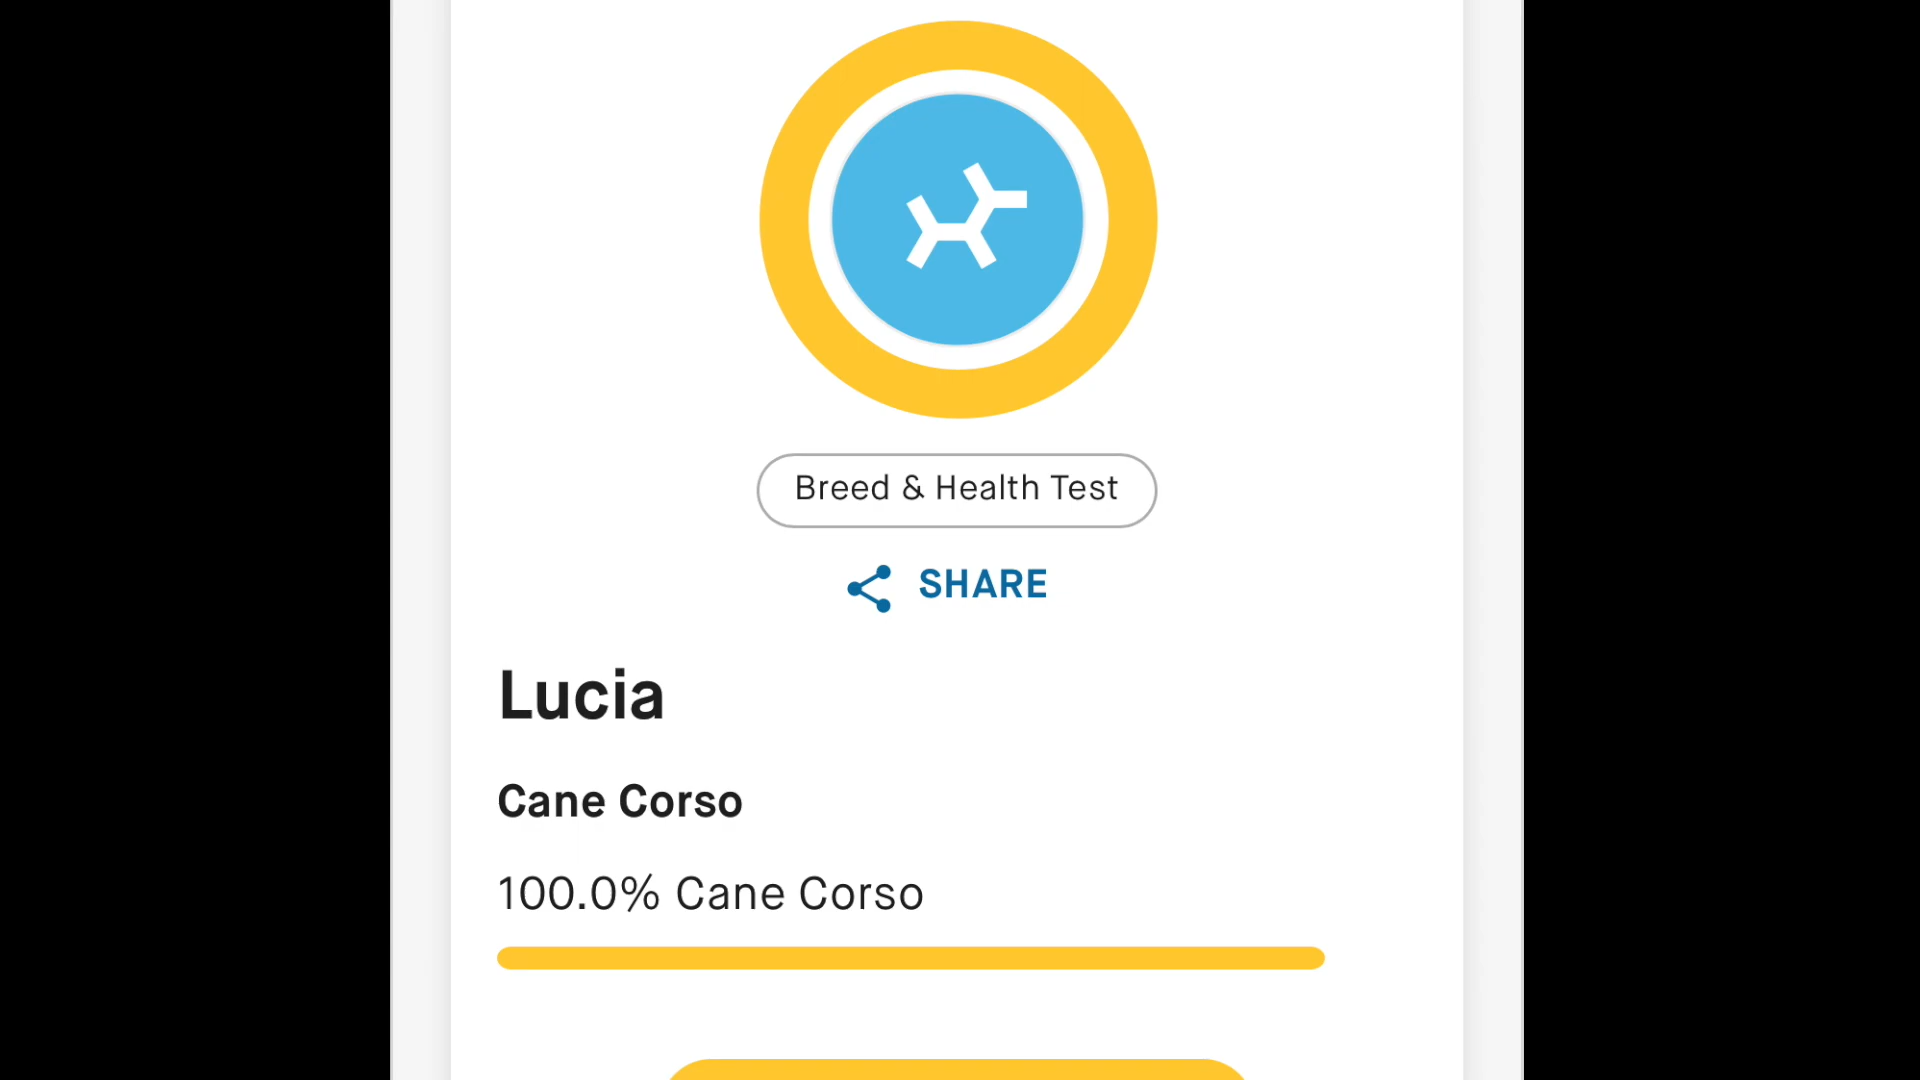 Breed & Health Test
SHARE
Lucia
Cane Corso
100.0% Cane Corso